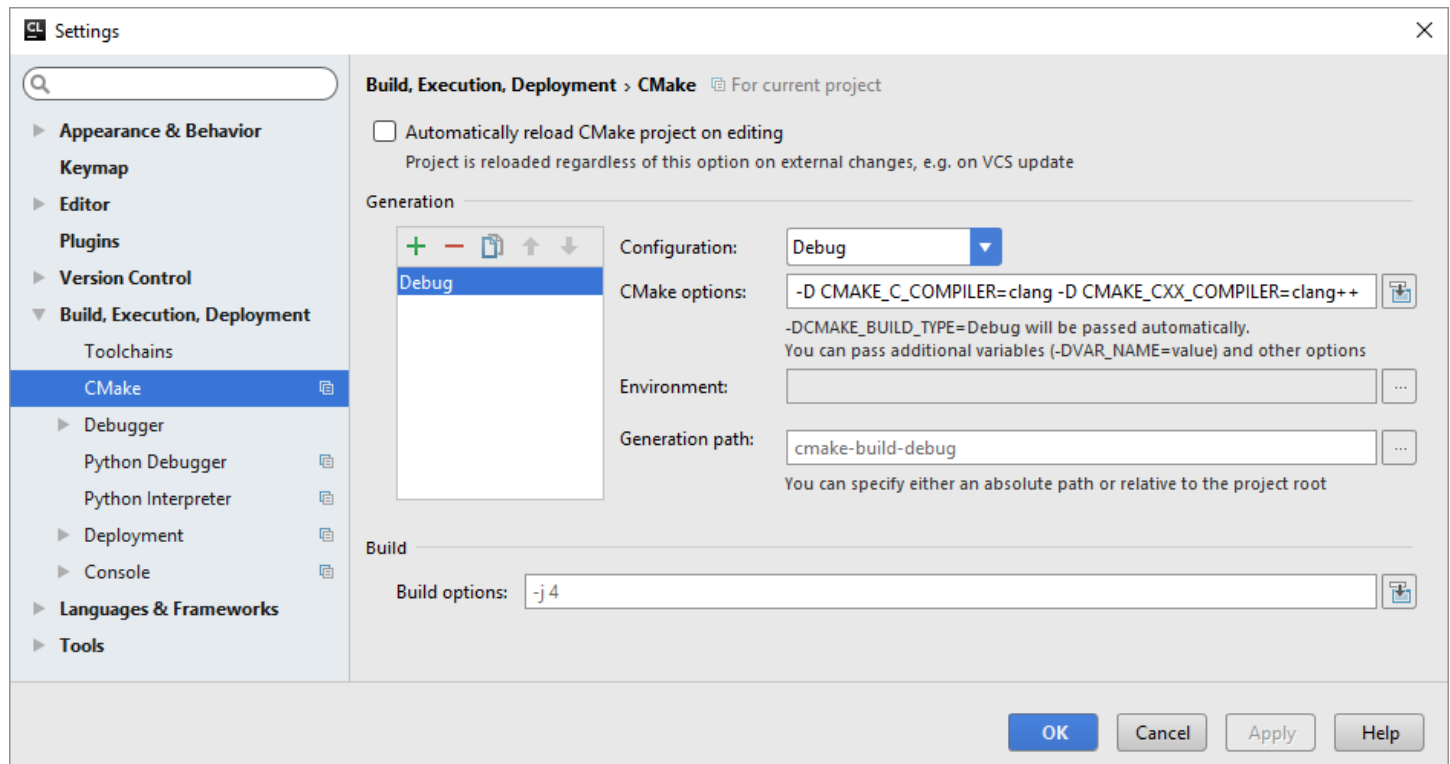 CL Settings
Build, Execution, Deployment › CMake For current project
Appearance & Behavior
Keymap
Editor
Plugins
Version Control
Build, Execution, Deployment
Toolchains
CMake
Debugger
Python Debugger
Python Interpreter
Deployment
Console
Languages & Frameworks
Tools
Automatically reload CMake project on editing
Project is reloaded regardless of this option on external changes, e.g. on VCS update
Generation
Debug
Configuration: Debug
CMake options: -D CMAKE_C_COMPILER=clang -D CMAKE_CXX_COMPILER=clang++
-DCMAKE_BUILD_TYPE=Debug will be passed automatically.
You can pass additional variables (-DVAR_NAME=value) and other options
Environment: ...
Generation path: cmake-build-debug ...
You can specify either an absolute path or relative to the project root
Build
Build options: -j 4
OK Cancel Apply Help